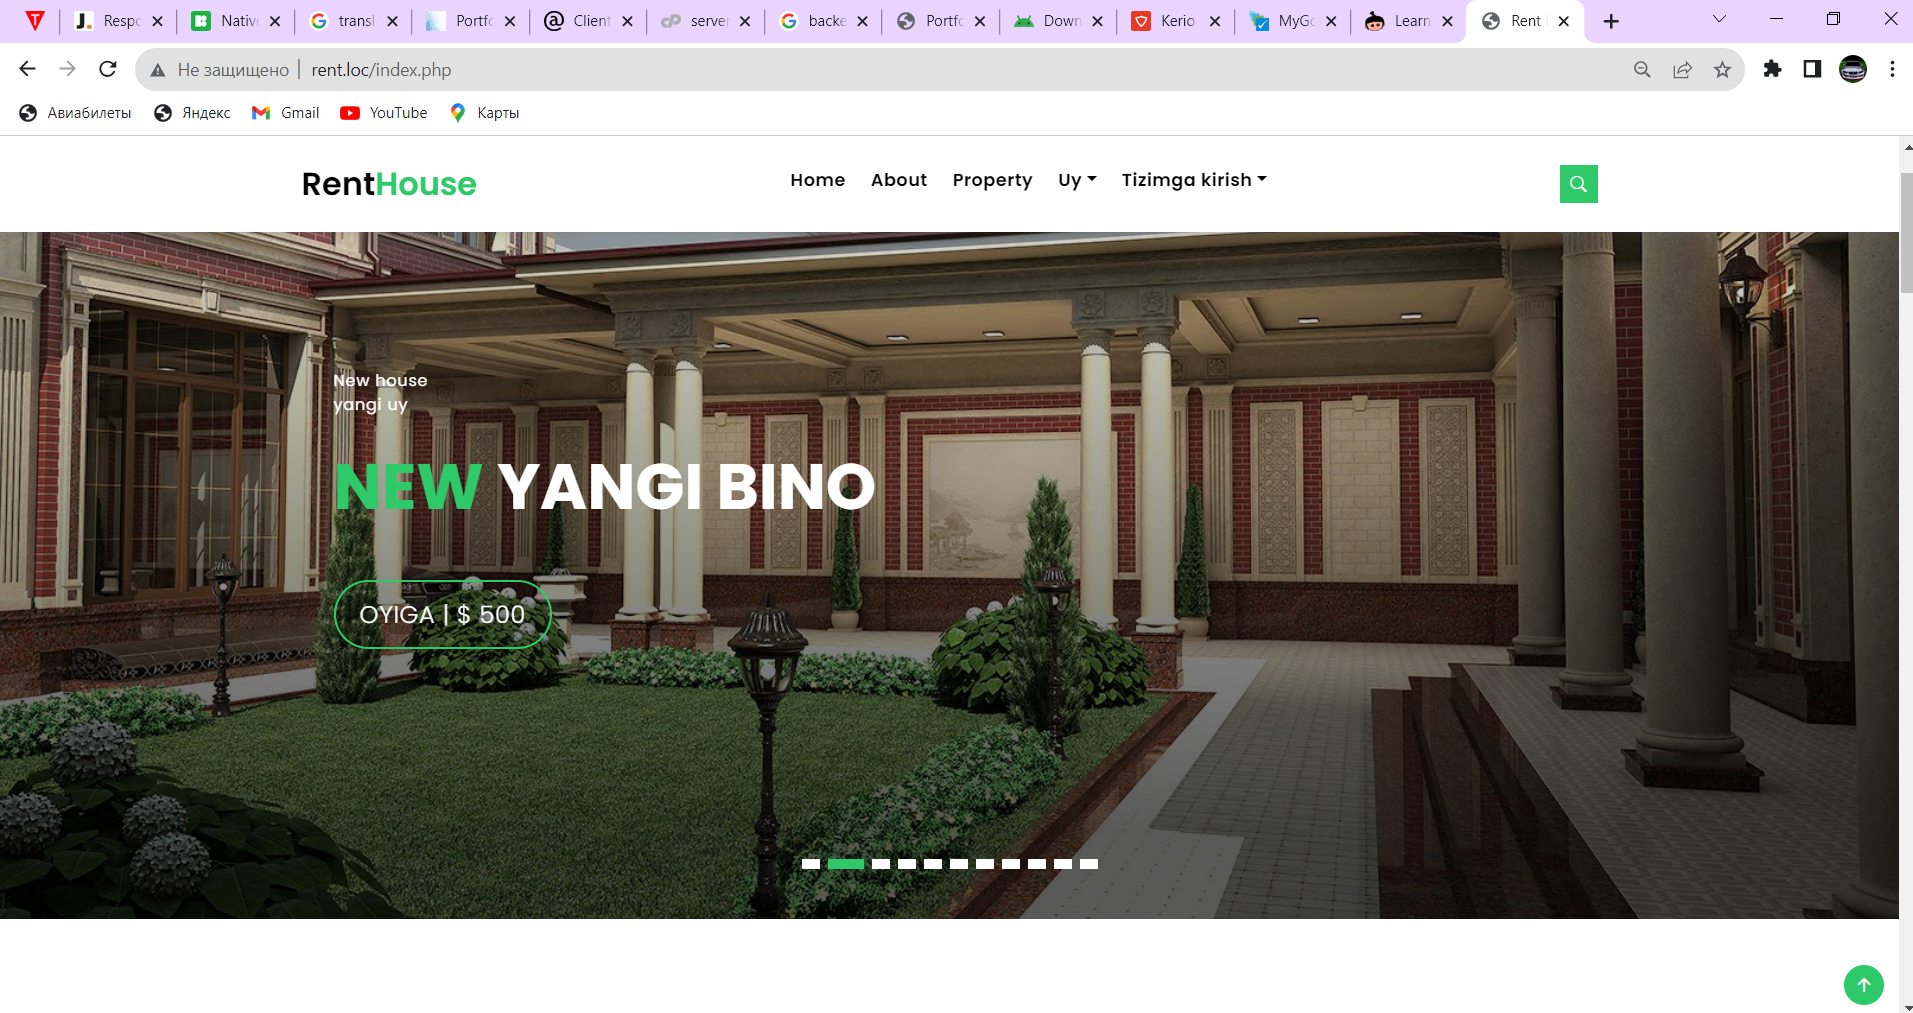 Respo
Native
transl
Portfo
Client
server
backe
Portfo
Down
Kerio
MyGo
Learn
Rent
Не защищено | rent.loc/index.php
Авиабилеты Яндекс Gmail YouTube Карты
RentHouse Home About Property Uy Tizimga kirish
New house
yangi uy
NEW YANGI BINO
OYIGA | $ 500